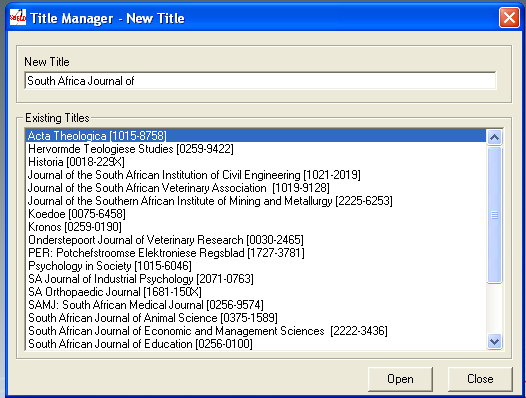 Title Manager - New Title
New Title
South Africa Journal of
Existing Titles
Acta Theologica [1015-8758]
Hervormde Teologiese Studies [0259-9422]
Historia [0018-229X]
Journal of the South African Institution of Civil Engineering [1021-2019]
Journal of the South African Veterinary Association  [1019-9128]
Journal of the Southern African Institute of Mining and Metallurgy [2225-6253]
Koedoe [0075-6458]
Kronos [0259-0190]
Onderstepoort Journal of Veterinary Research [0030-2465]
PER: Potchefstroomse Elektroniese Regsblad [1727-3781]
Psychology in Society [1015-6046]
SA Journal of Industrial Psychology [2071-0763]
SA Orthopaedic Journal [1681-150X]
SAMJ: South African Medical Journal [0256-9574]
South African Journal of Animal Science [0375-1589]
South African Journal of Economic and Management Sciences  [2222-3436]
South African Journal of Education [0256-0100]
Open Close